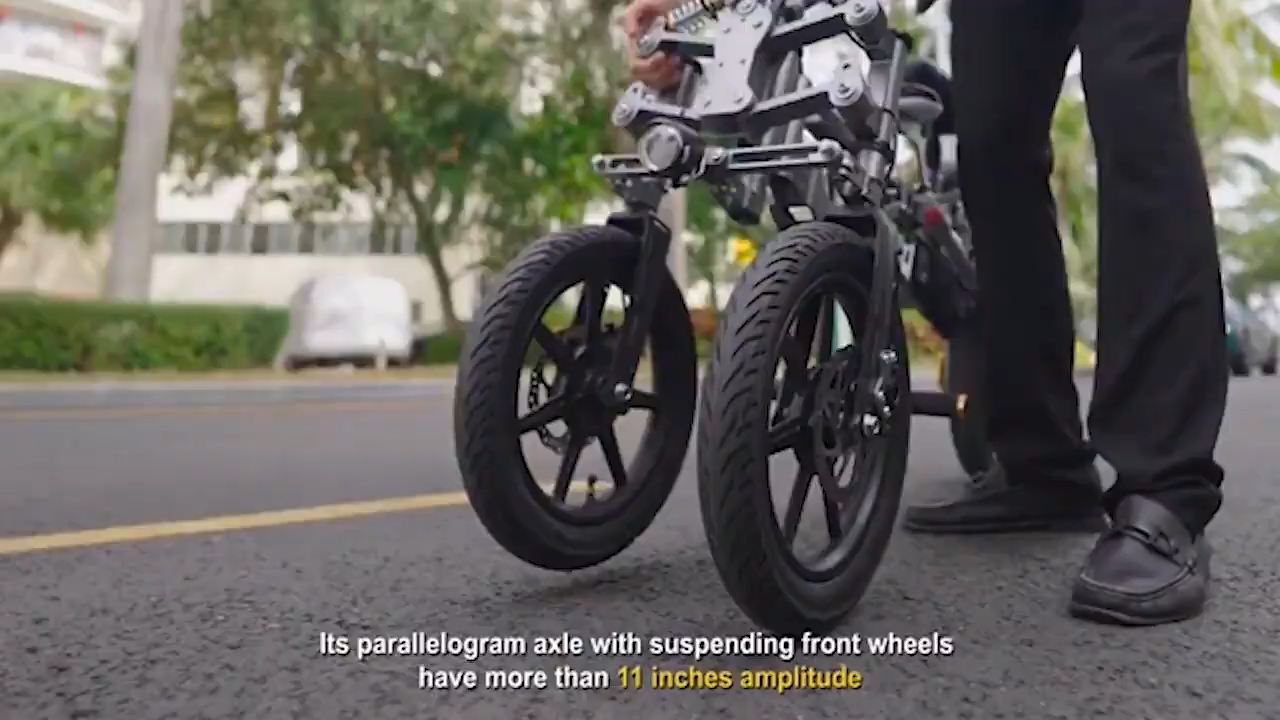 Its parallelogram axle with suspending front wheels
have more than 11 inches amplitude